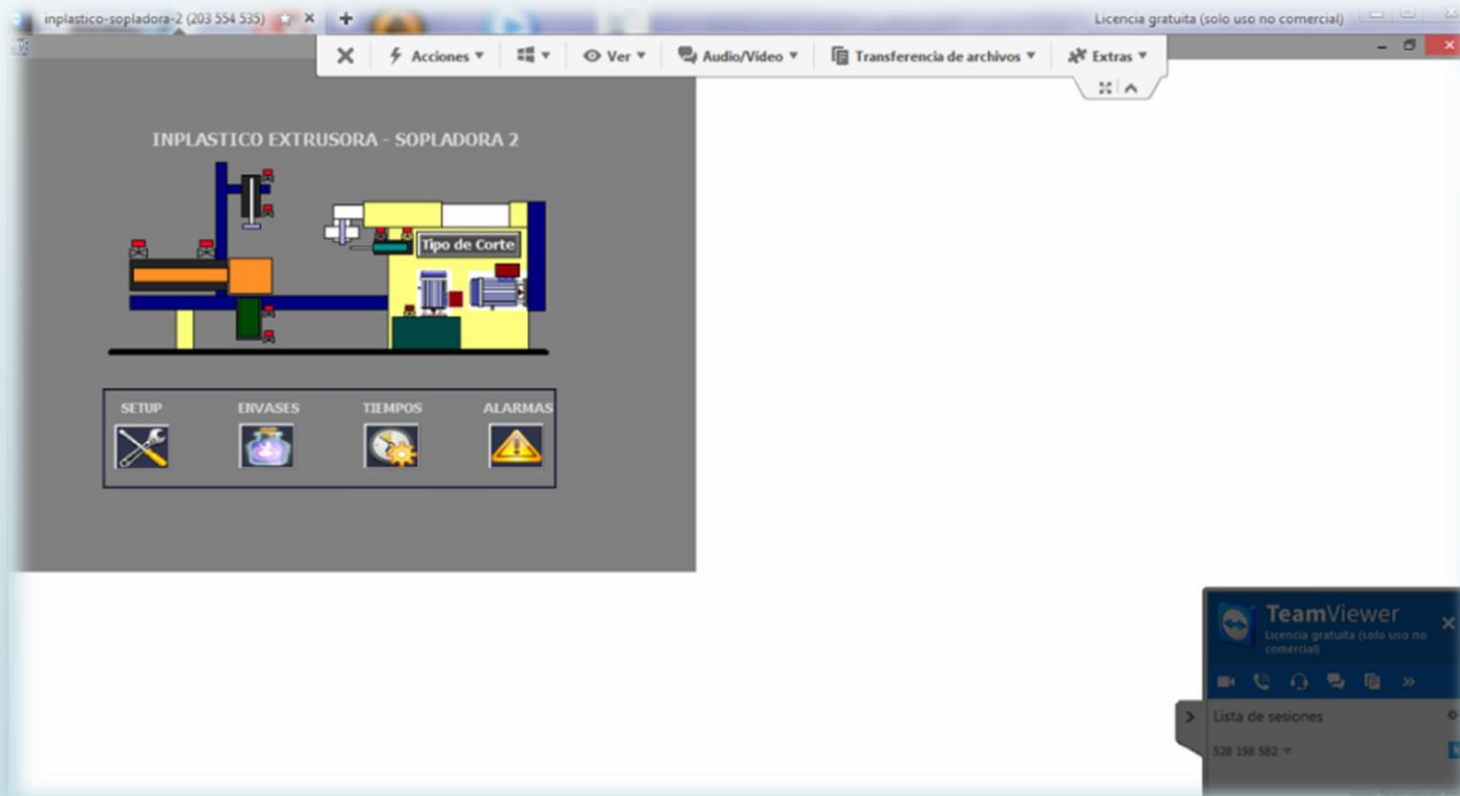 inplastico-sopladora-2 (203 554 535)
Licencia gratuita (solo uso no comercial)
Acciones
Ver
Audio/Vídeo
Transferencia de archivos
Extras
INPLASTICO EXTRUSORA - SOPLADORA 2
Tipo de Corte
SETUP ENVASES TIEMPOS ALARMAS
TeamViewer
Licencia gratuita (solo uso no
comercial)
Lista de sesiones
528 198 582